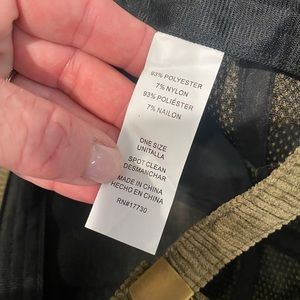 93% POLYESTER
7% NYLON
93% POLIÉSTER
7% NAILON
ONE SIZE
UNITALLA
SPOT CLEAN
DESMANCHAR
MADE IN CHINA
HECHO EN CHINA
RN#17730